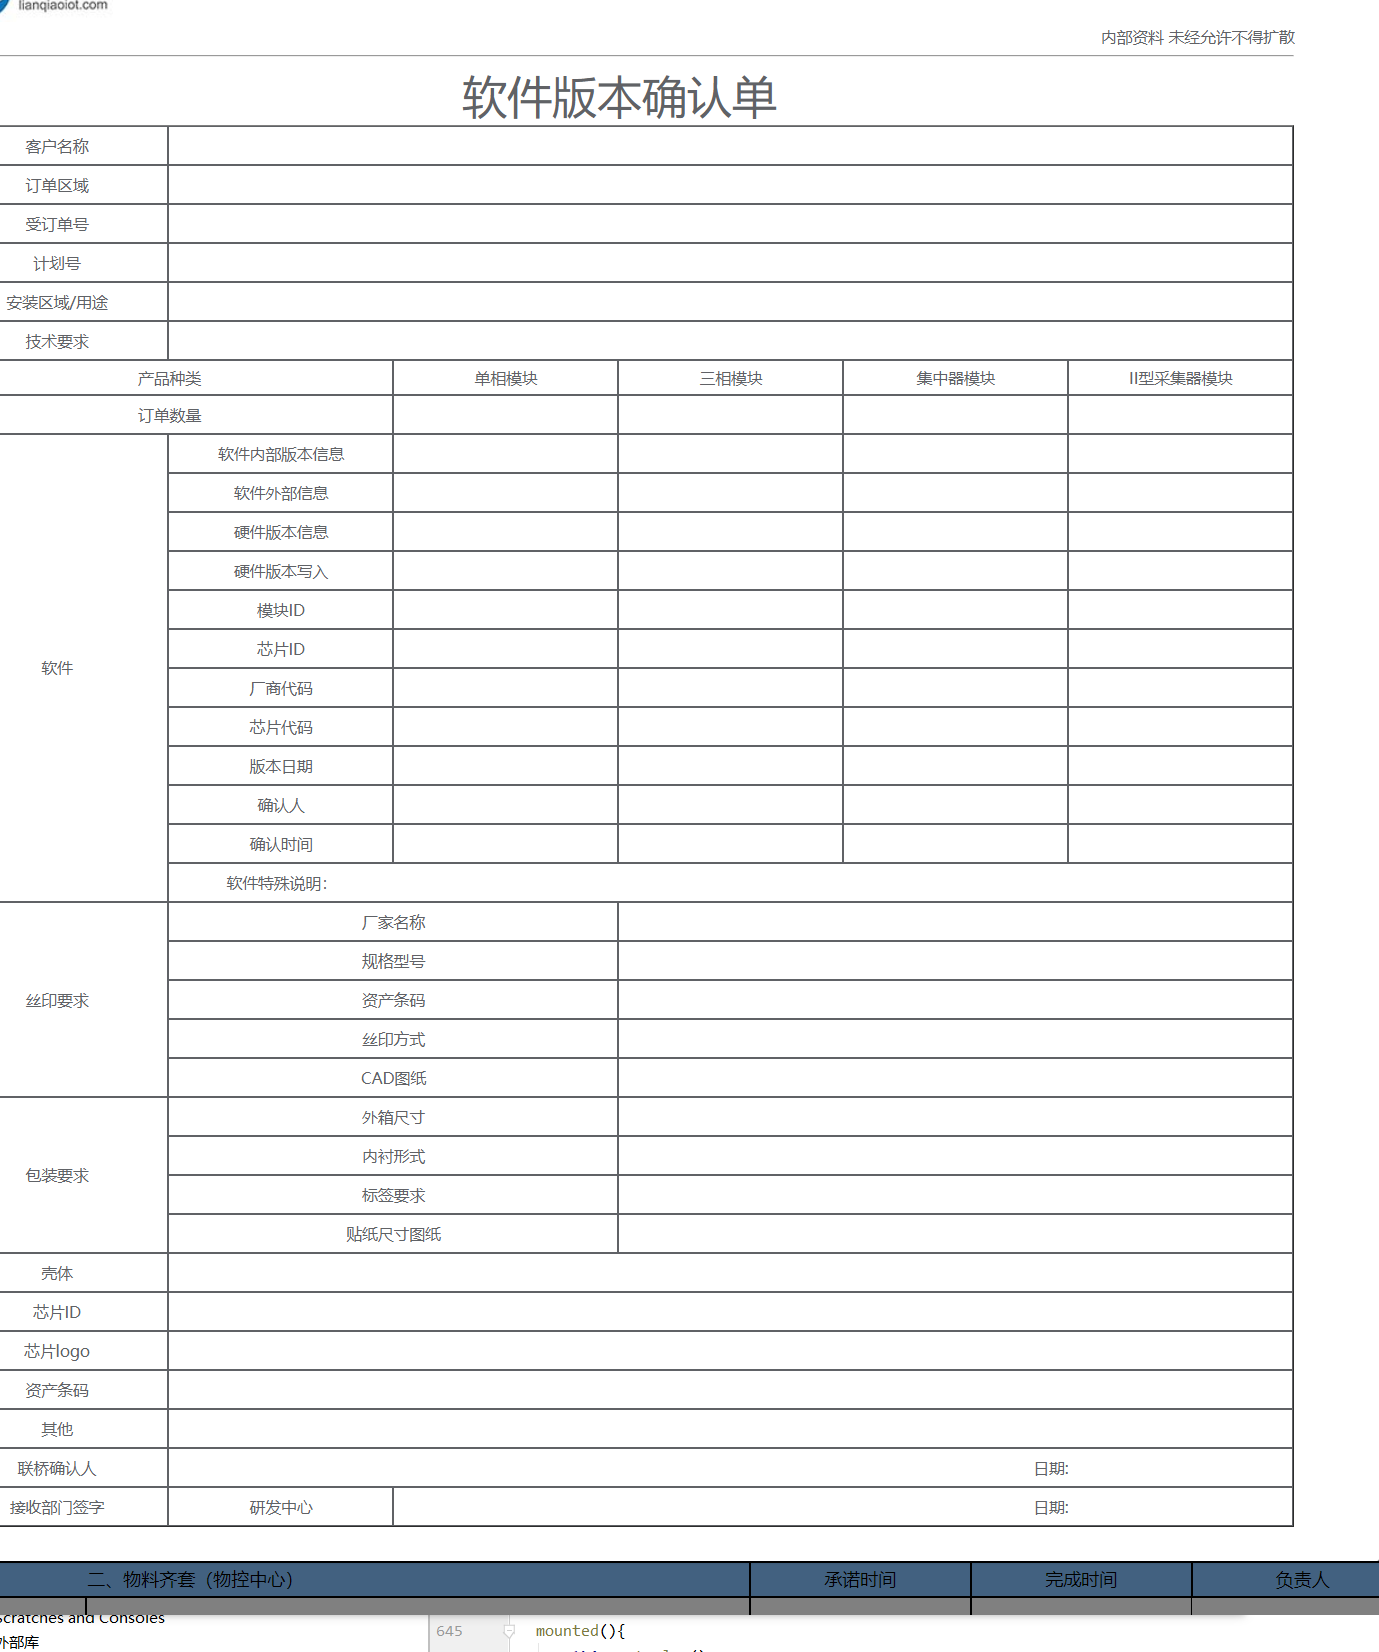 lianqiaoiot.com
内部资料 未经允许不得扩散
软件版本确认单
客户名称
订单区域
受订单号
计划号
安装区域/用途
技术要求
产品种类 单相模块 三相模块 集中器模块 II型采集器模块
订单数量
软件
软件内部版本信息
软件外部信息
硬件版本信息
硬件版本写入
模块ID
芯片ID
厂商代码
芯片代码
版本日期
确认人
确认时间
软件特殊说明:
丝印要求
厂家名称
规格型号
资产条码
丝印方式
CAD图纸
包装要求
外箱尺寸
内衬形式
标签要求
贴纸尺寸图纸
壳体
芯片ID
芯片logo
资产条码
其他
联桥确认人 日期:
接收部门签字 研发中心 日期:
二、物料齐套（物控中心） 承诺时间 完成时间 负责人
Scratches and Consoles
外部库
645 mounted(){